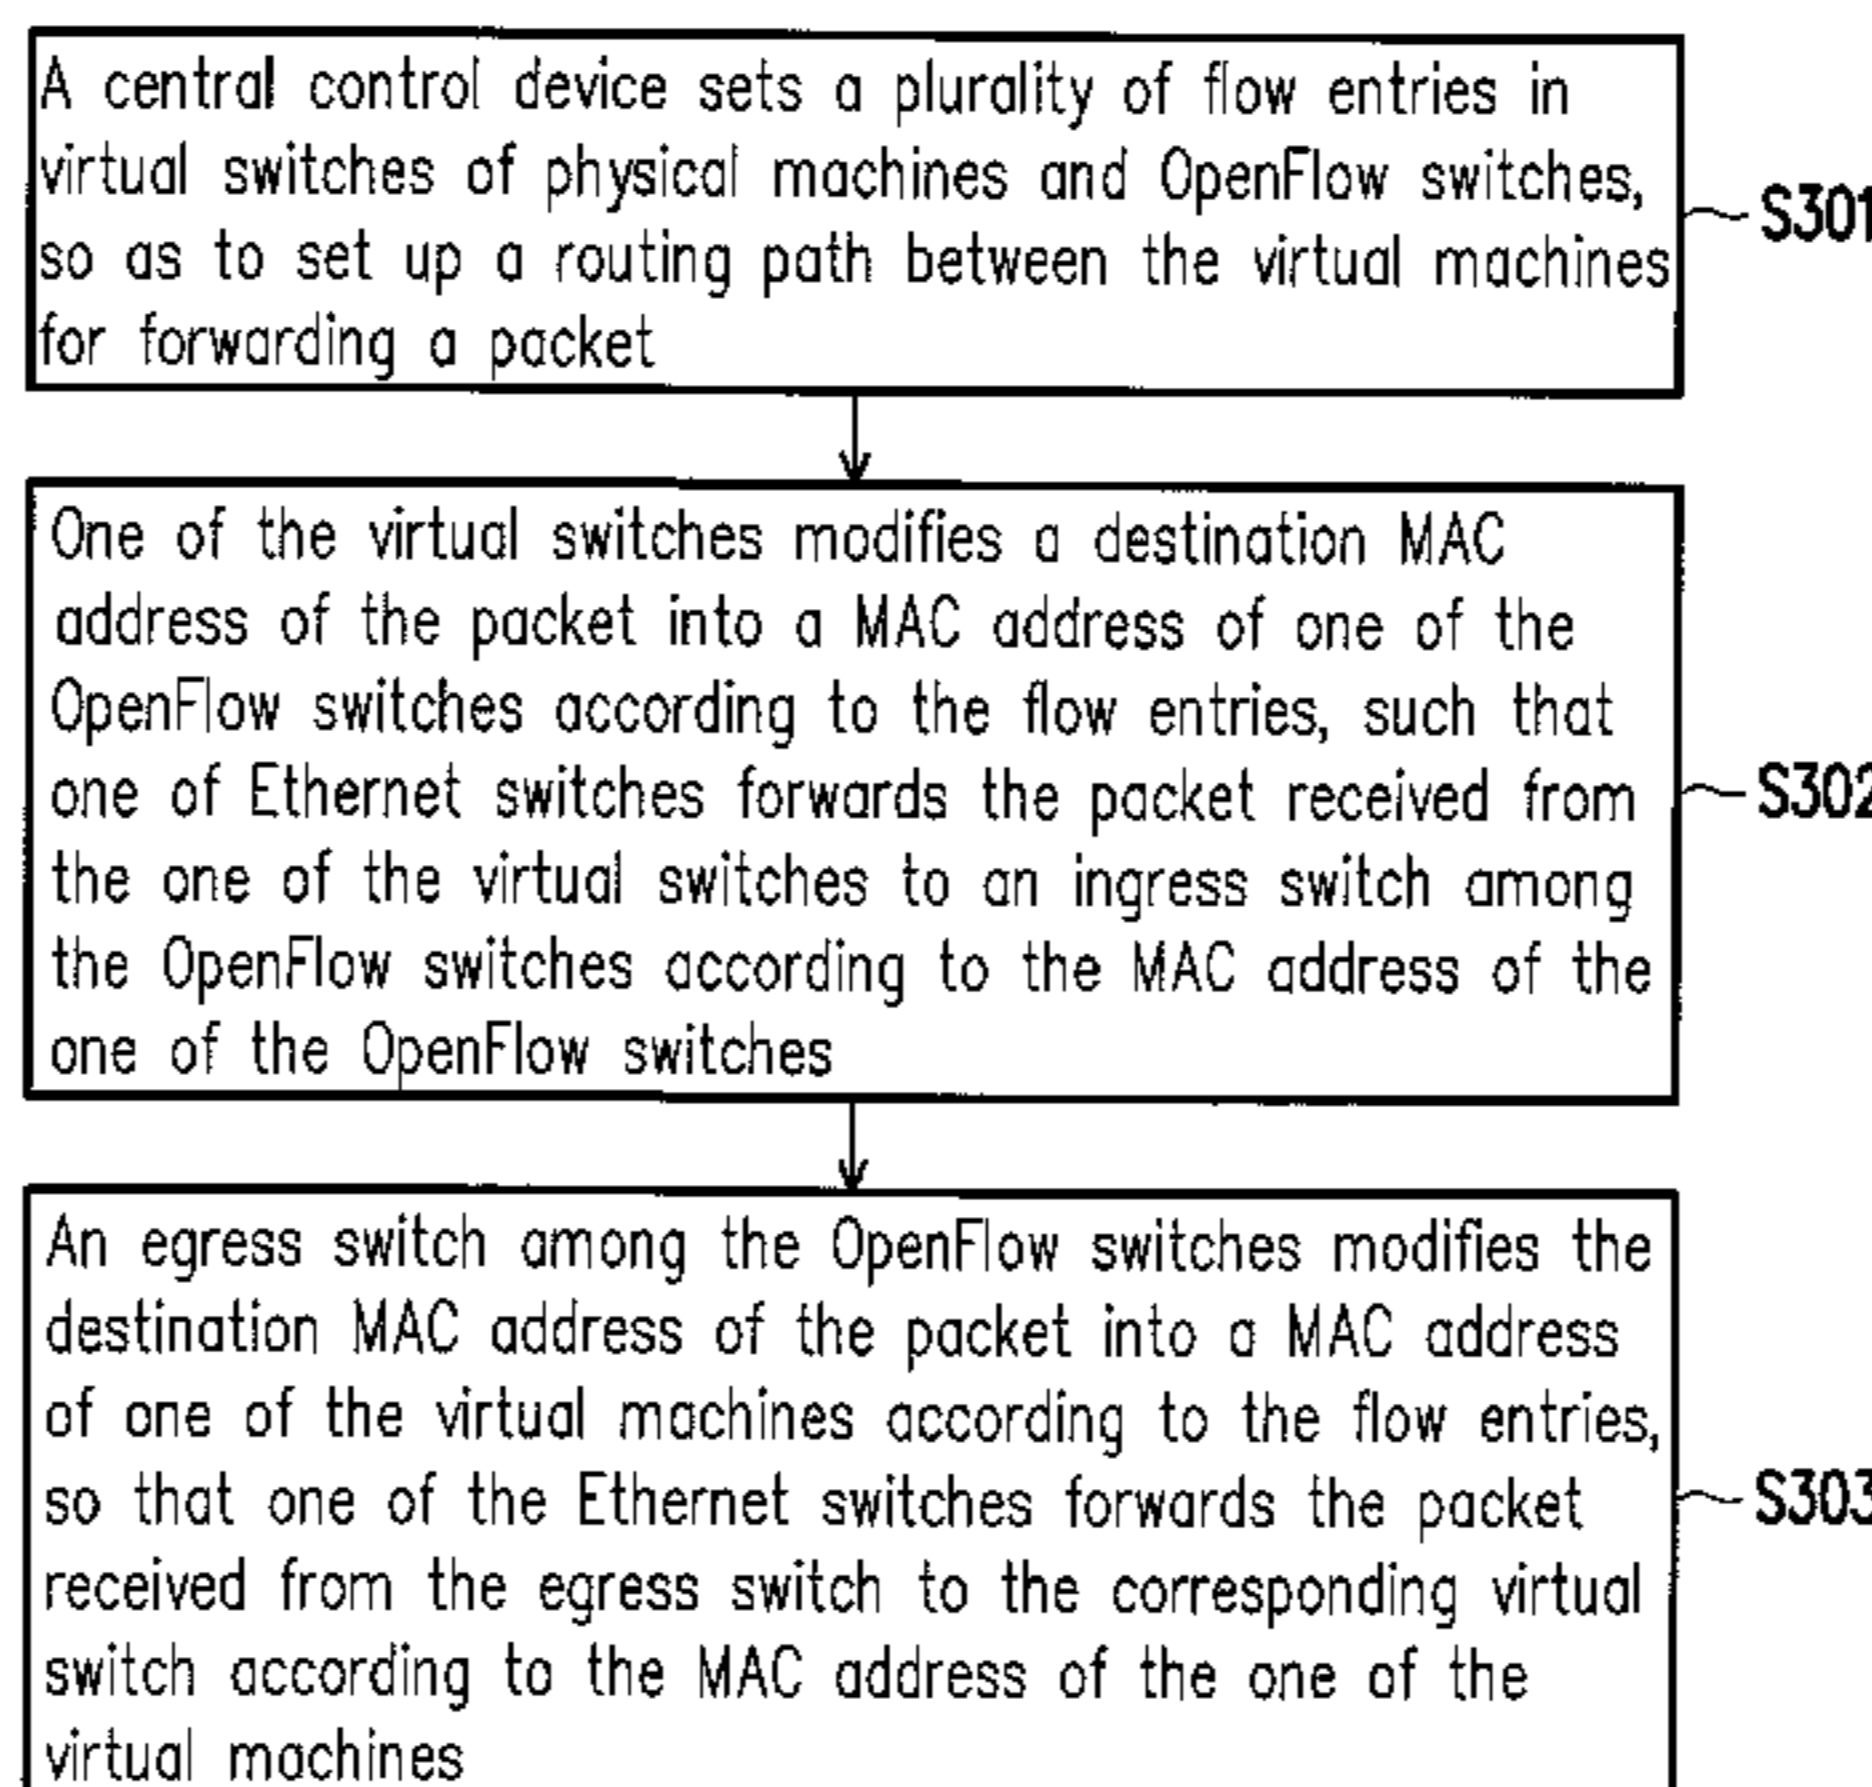 A central control device sets a plurality of flow entries in
virtual switches of physical machines and OpenFlow switches,
so as to set up a routing path between the virtual machines
for forwarding a packet
S301
One of the virtual switches modifies a destination MAC
address of the packet into a MAC address of one of the
OpenFlow switches according to the flow entries, such that
one of Ethernet switches forwards the packet received from
the one of the virtual switches to an ingress switch among
the OpenFlow switches according to the MAC address of the
one of the OpenFlow switches
S302
An egress switch among the OpenFlow switches modifies the
destination MAC address of the packet into a MAC address
of one of the virtual machines according to the flow entries,
so that one of the Ethernet switches forwards the packet
received from the egress switch to the corresponding virtual
switch according to the MAC address of the one of the
virtual machines
S303